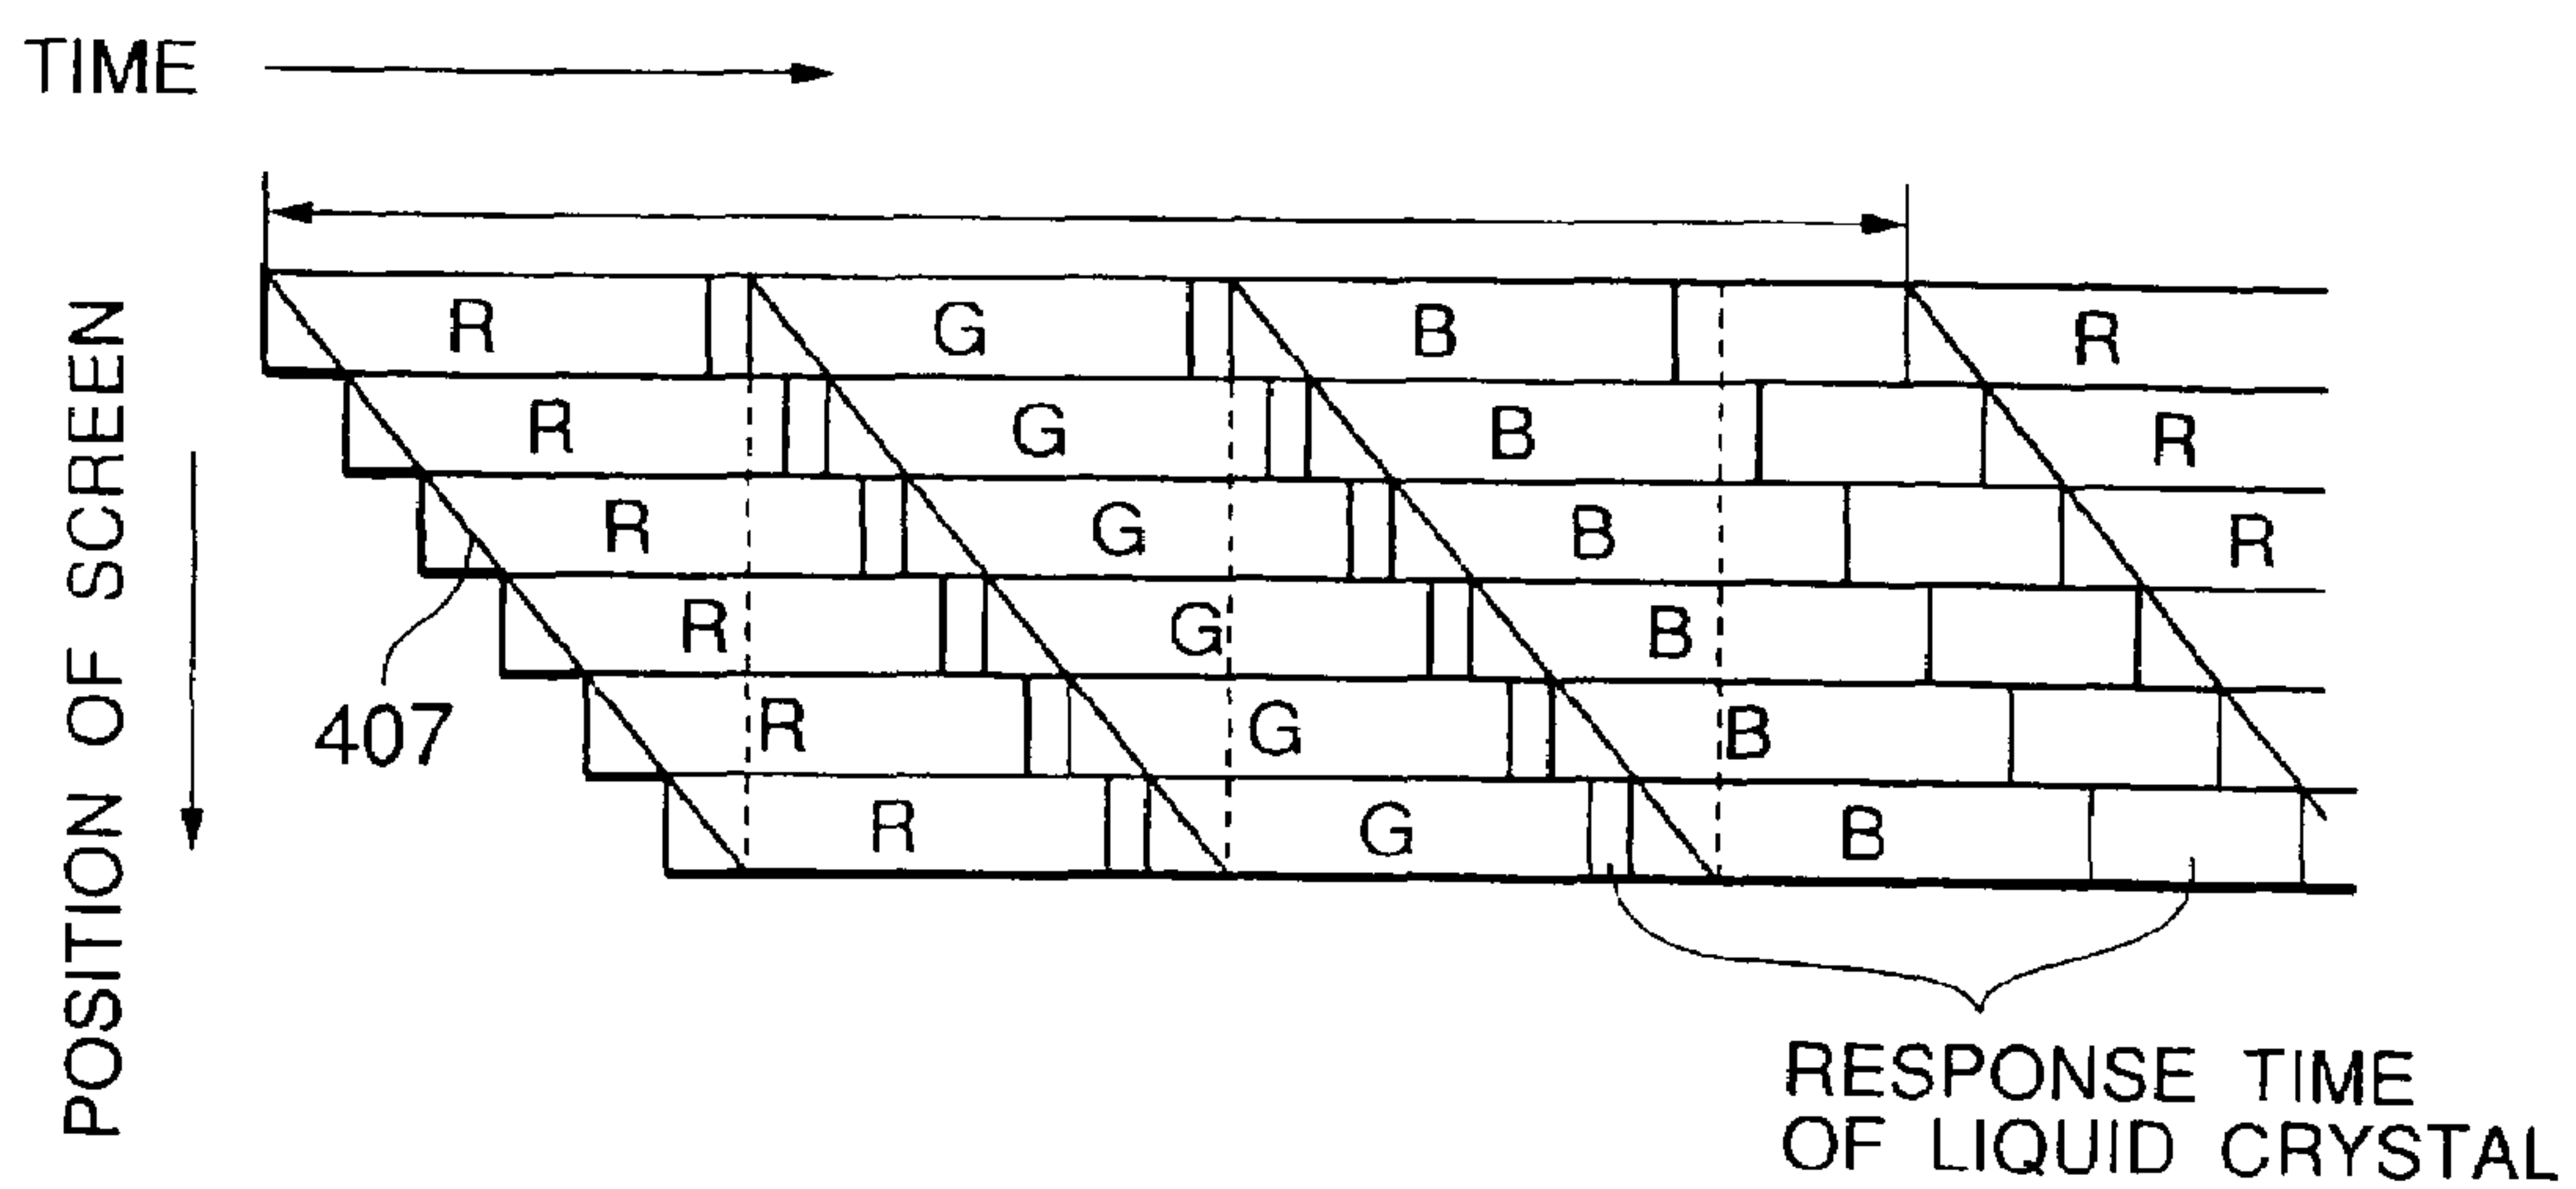 TIME
POSITION OF SCREEN
R G B R
R G B R
R G B R
R G B
R G B
R G B
407
RESPONSE TIME
OF LIQUID CRYSTAL